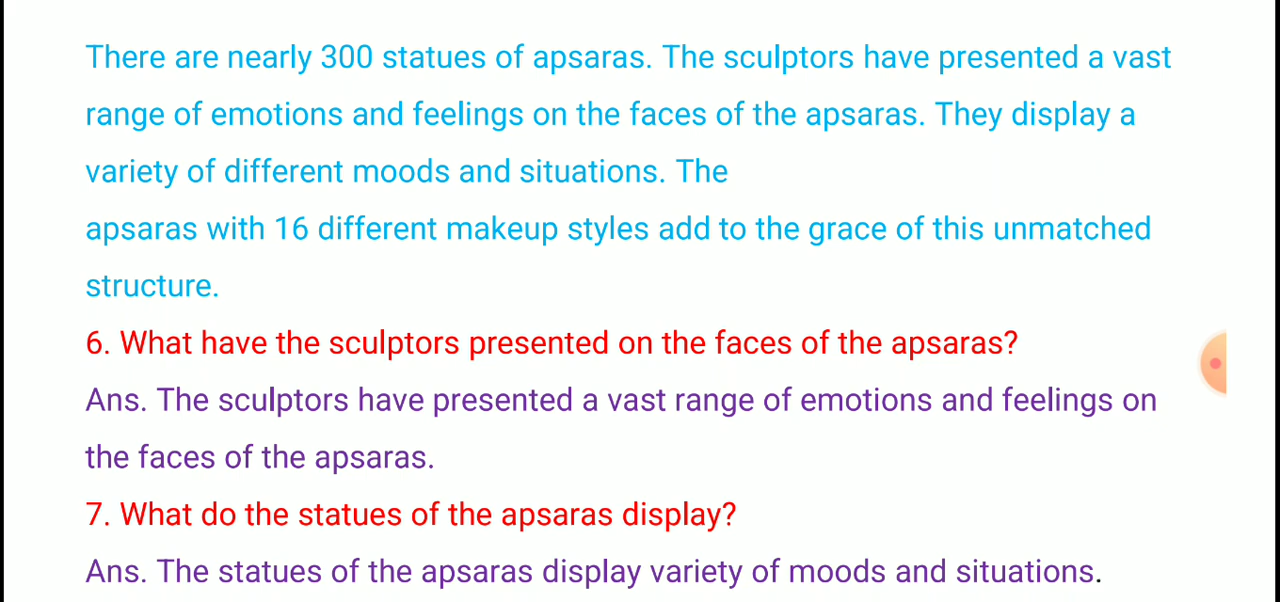 There are nearly 300 statues of apsaras. The sculptors have presented a vast
range of emotions and feelings on the faces of the apsaras. They display a
variety of different moods and situations. The
apsaras with 16 different makeup styles add to the grace of this unmatched
structure.
6. What have the sculptors presented on the faces of the apsaras?
Ans. The sculptors have presented a vast range of emotions and feelings on
the faces of the apsaras.
7. What do the statues of the apsaras display?
Ans. The statues of the apsaras display variety of moods and situations.